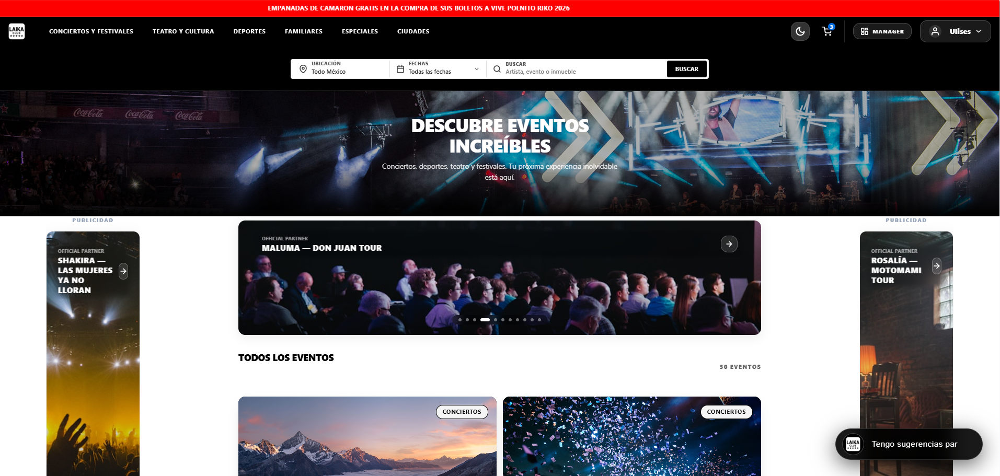 EMPANADAS DE CAMARON GRATIS EN LA COMPRA DE SUS BOLETOS A VIVE POLNITO RIKO 2026
LAIKA
CLUB
CONCIERTOS Y FESTIVALES
TEATRO Y CULTURA
DEPORTES
FAMILIARES
ESPECIALES
CIUDADES
3
MANAGER
Ulises
UBICACIÓN
Todo México
FECHAS
Todas las fechas
BUSCAR
Artista, evento o inmueble
BUSCAR
Coca-Cola
Coca-Cola
Coca-Cola
DESCUBRE EVENTOS
INCREÍBLES
Conciertos, deportes, teatro y festivales. Tu próxima experiencia inolvidable
está aquí.
PUBLICIDAD
OFFICIAL PARTNER
SHAKIRA —
LAS MUJERES
YA NO
LLORAN
OFFICIAL PARTNER
MALUMA — DON JUAN TOUR
PUBLICIDAD
OFFICIAL PARTNER
ROSALÍA —
MOTOMAMI
TOUR
TODOS LOS EVENTOS
50 EVENTOS
CONCIERTOS
CONCIERTOS
LAIKA
CLUB
Tengo sugerencias par